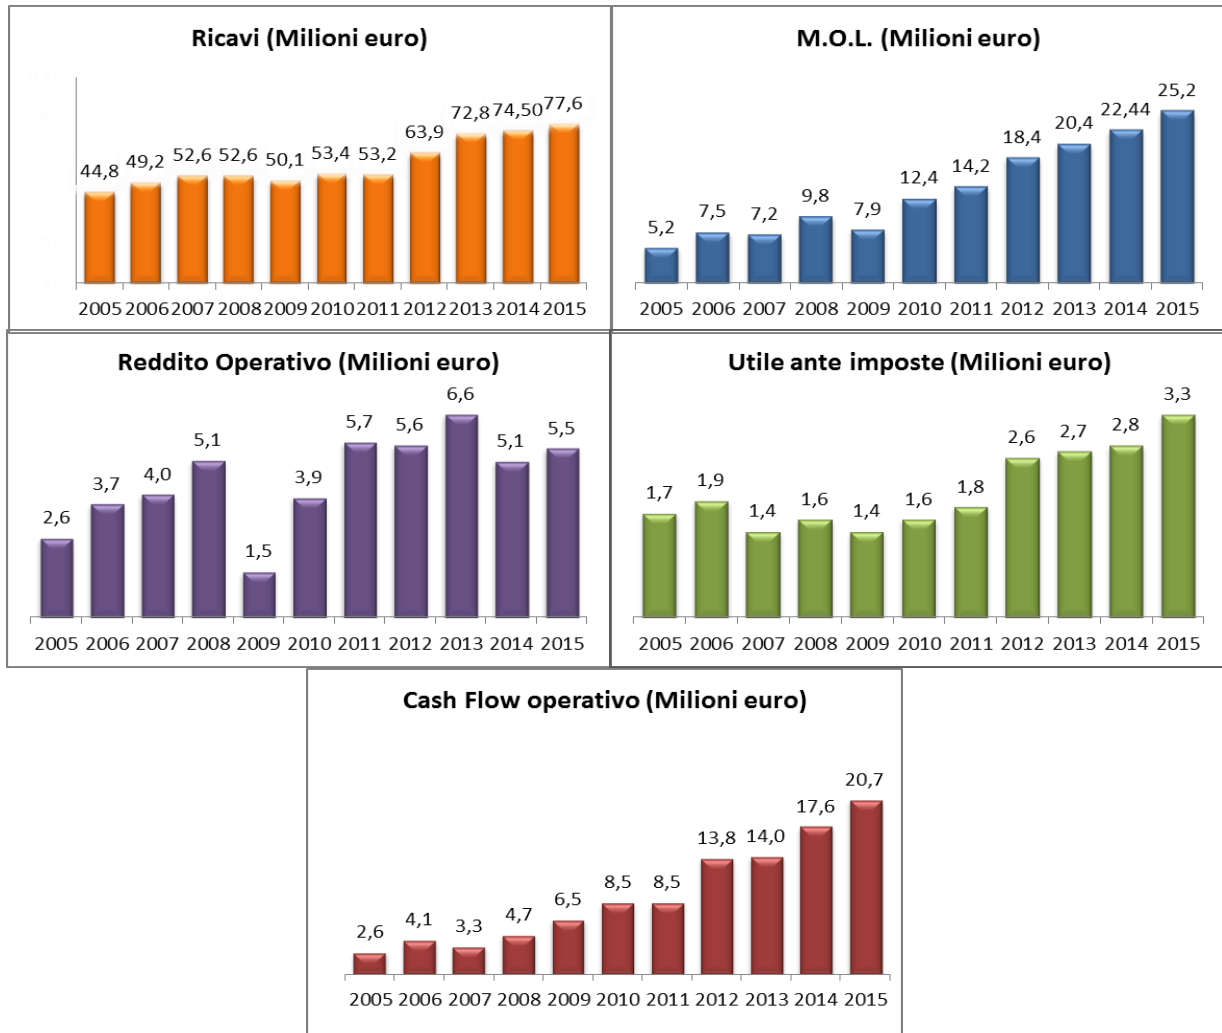 Ricavi (Milioni euro)
44,8 49,2 52,6 52,6 50,1 53,4 53,2 63,9 72,8 74,50 77,6
2005 2006 2007 2008 2009 2010 2011 2012 2013 2014 2015
M.O.L. (Milioni euro)
5,2 7,5 7,2 9,8 7,9 12,4 14,2 18,4 20,4 22,44 25,2
2005 2006 2007 2008 2009 2010 2011 2012 2013 2014 2015
Reddito Operativo (Milioni euro)
2,6 3,7 4,0 5,1 1,5 3,9 5,7 5,6 6,6 5,1 5,5
2005 2006 2007 2008 2009 2010 2011 2012 2013 2014 2015
Utile ante imposte (Milioni euro)
1,7 1,9 1,4 1,6 1,4 1,6 1,8 2,6 2,7 2,8 3,3
2005 2006 2007 2008 2009 2010 2011 2012 2013 2014 2015
Cash Flow operativo (Milioni euro)
2,6 4,1 3,3 4,7 6,5 8,5 8,5 13,8 14,0 17,6 20,7
2005 2006 2007 2008 2009 2010 2011 2012 2013 2014 2015